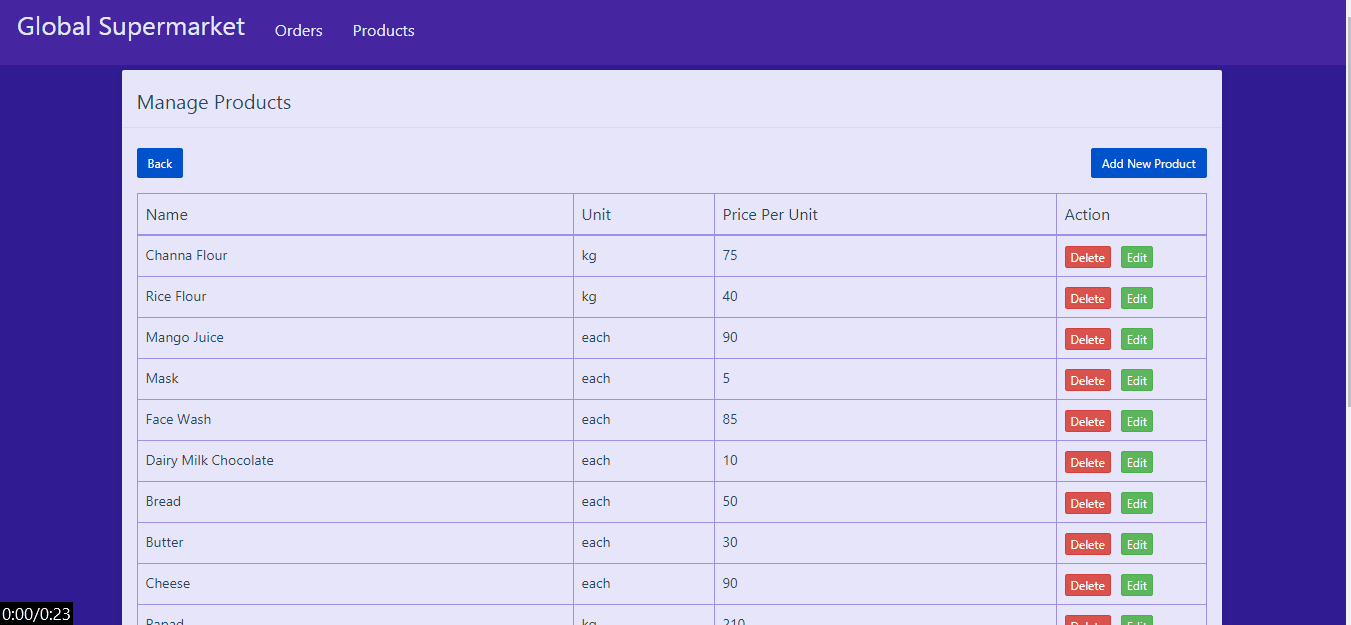 Global Supermarket Orders Products
Manage Products
Back Add New Product
Name Unit Price Per Unit Action
Channa Flour kg 75 Delete Edit
Rice Flour kg 40 Delete Edit
Mango Juice each 90 Delete Edit
Mask each 5 Delete Edit
Face Wash each 85 Delete Edit
Dairy Milk Chocolate each 10 Delete Edit
Bread each 50 Delete Edit
Butter each 30 Delete Edit
Cheese each 90 Delete Edit
Papad kg 210 Delete Edit
0:00/0:23